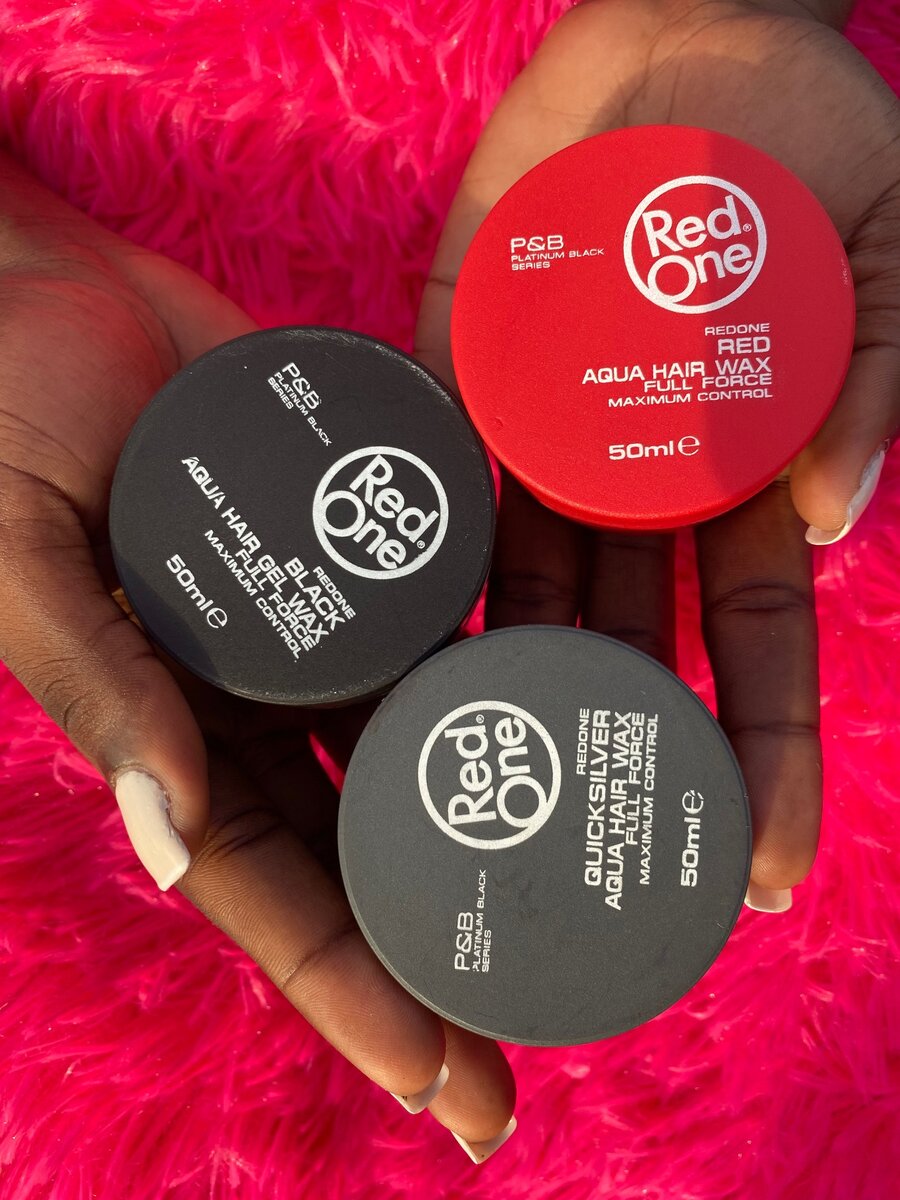 P&B
PLATINUM BLACK
SERIES
Red
One®
REDONE
RED
AQUA HAIR WAX
FULL FORCE
MAXIMUM CONTROL
50ml℮
P&B
PLATINUM BLACK
SERIES
Red
One®
REDONE
BLACK
AQUA HAIR GEL WAX
FULL FORCE
MAXIMUM CONTROL
50ml℮
P&B
PLATINUM BLACK
SERIES
Red®
One
REDONE
QUICKSILVER
AQUA HAIR WAX
FULL FORCE
MAXIMUM CONTROL
50ml℮